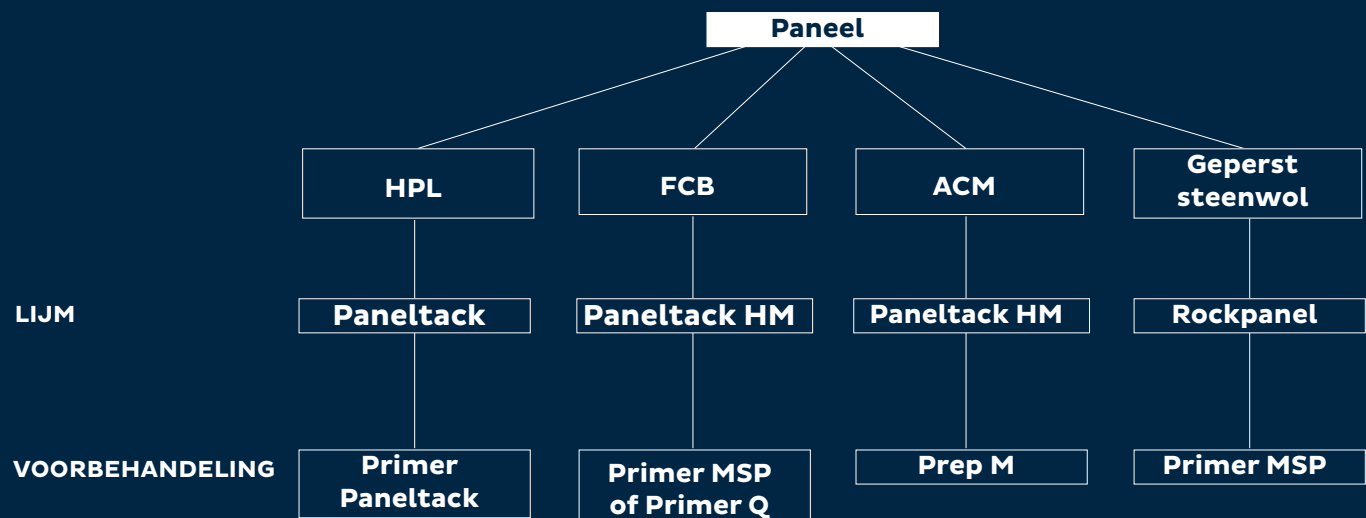 Paneel
HPL
FCB
ACM
Geperst
steenwol
LIJM
Paneltack
Paneltack HM
Paneltack HM
Rockpanel
VOORBEHANDELING
Primer
Paneltack
Primer MSP
of Primer Q
Prep M
Primer MSP